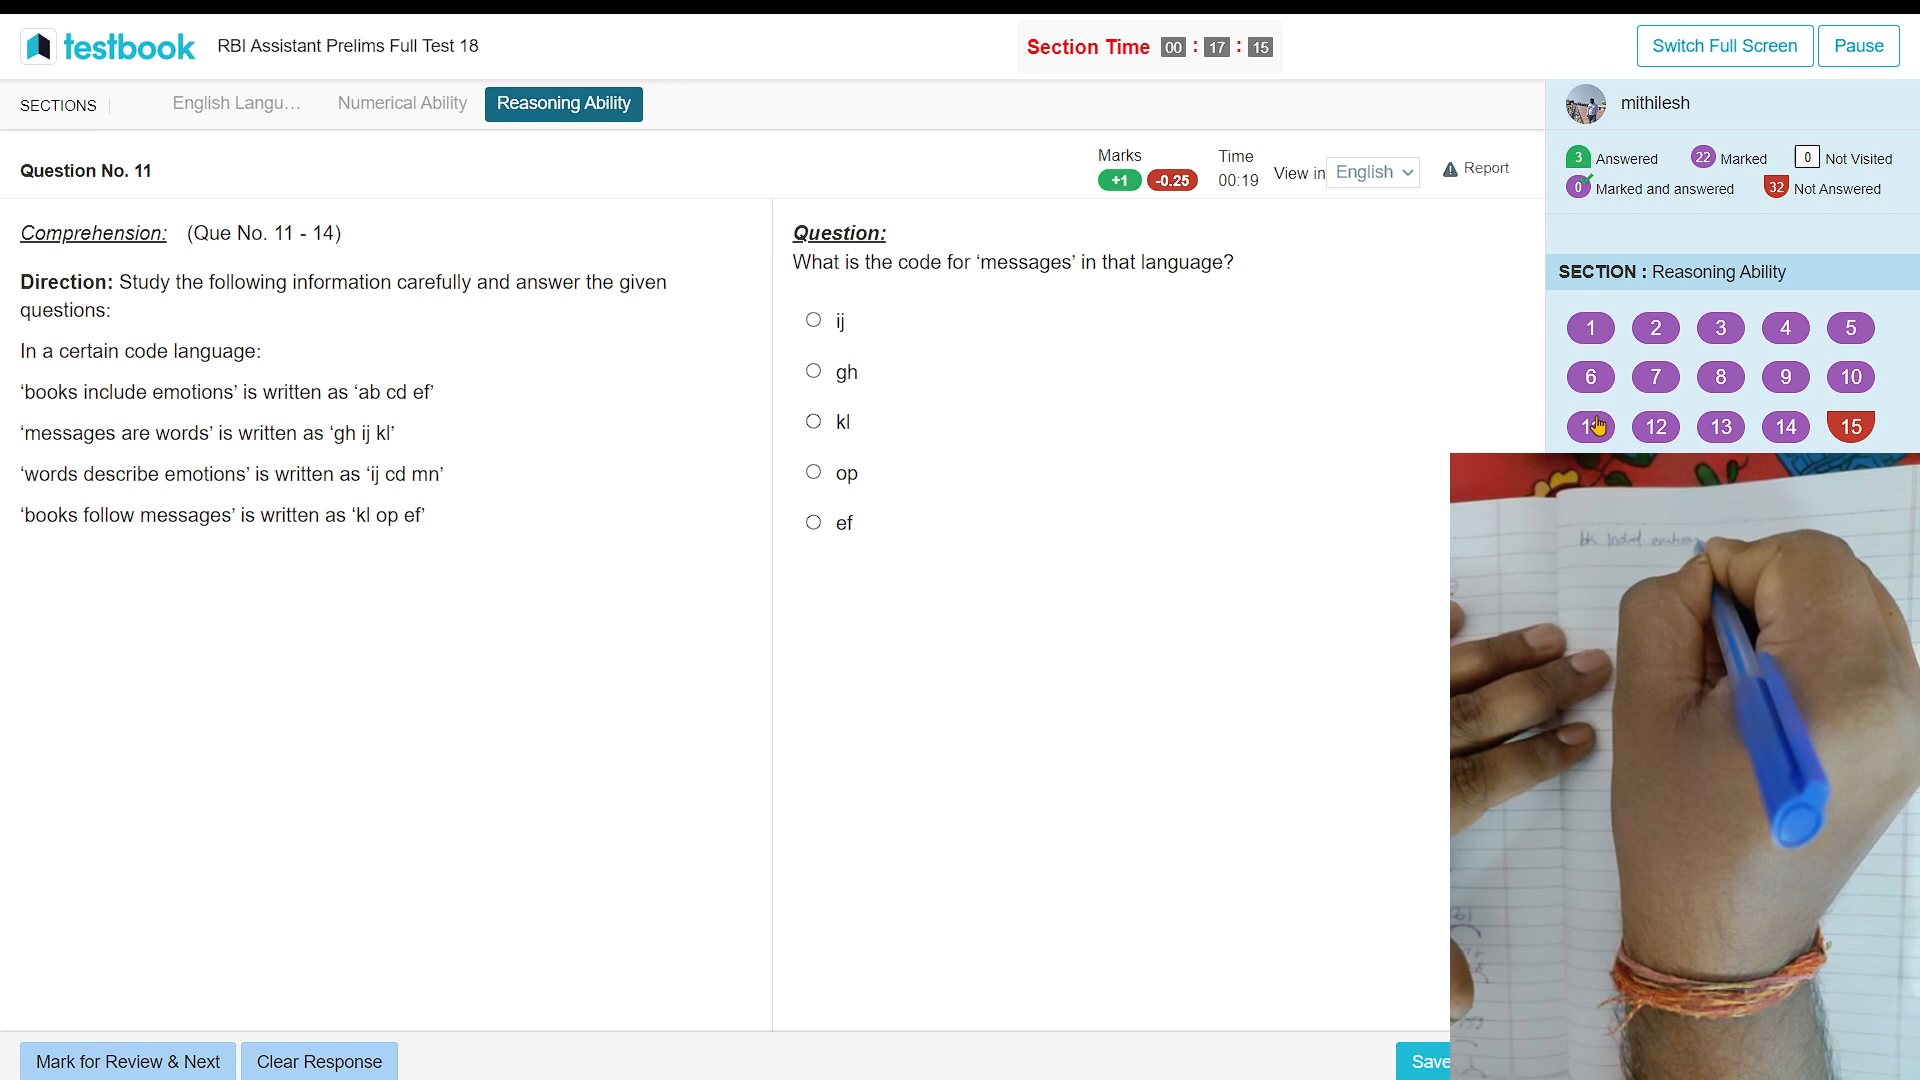 testbook RBI Assistant Prelims Full Test 18 Section Time 00 : 17 : 15 Switch Full Screen Pause
SECTIONS English Langu... Numerical Ability Reasoning Ability
mithilesh
3 Answered 22 Marked 0 Not Visited
0 Marked and answered 32 Not Answered
Question No. 11
Marks +1 -0.25
Time 00:19
View in English
Report
Comprehension: (Que No. 11 - 14)
Direction: Study the following information carefully and answer the given
questions:
In a certain code language:
‘books include emotions’ is written as ‘ab cd ef’
‘messages are words’ is written as ‘gh ij kl’
‘words describe emotions’ is written as ‘ij cd mn’
‘books follow messages’ is written as ‘kl op ef’
Question:
What is the code for ‘messages’ in that language?
ij
gh
kl
op
ef
SECTION : Reasoning Ability
1 2 3 4 5
6 7 8 9 10
12 13 14 15
Mark for Review & Next Clear Response Save